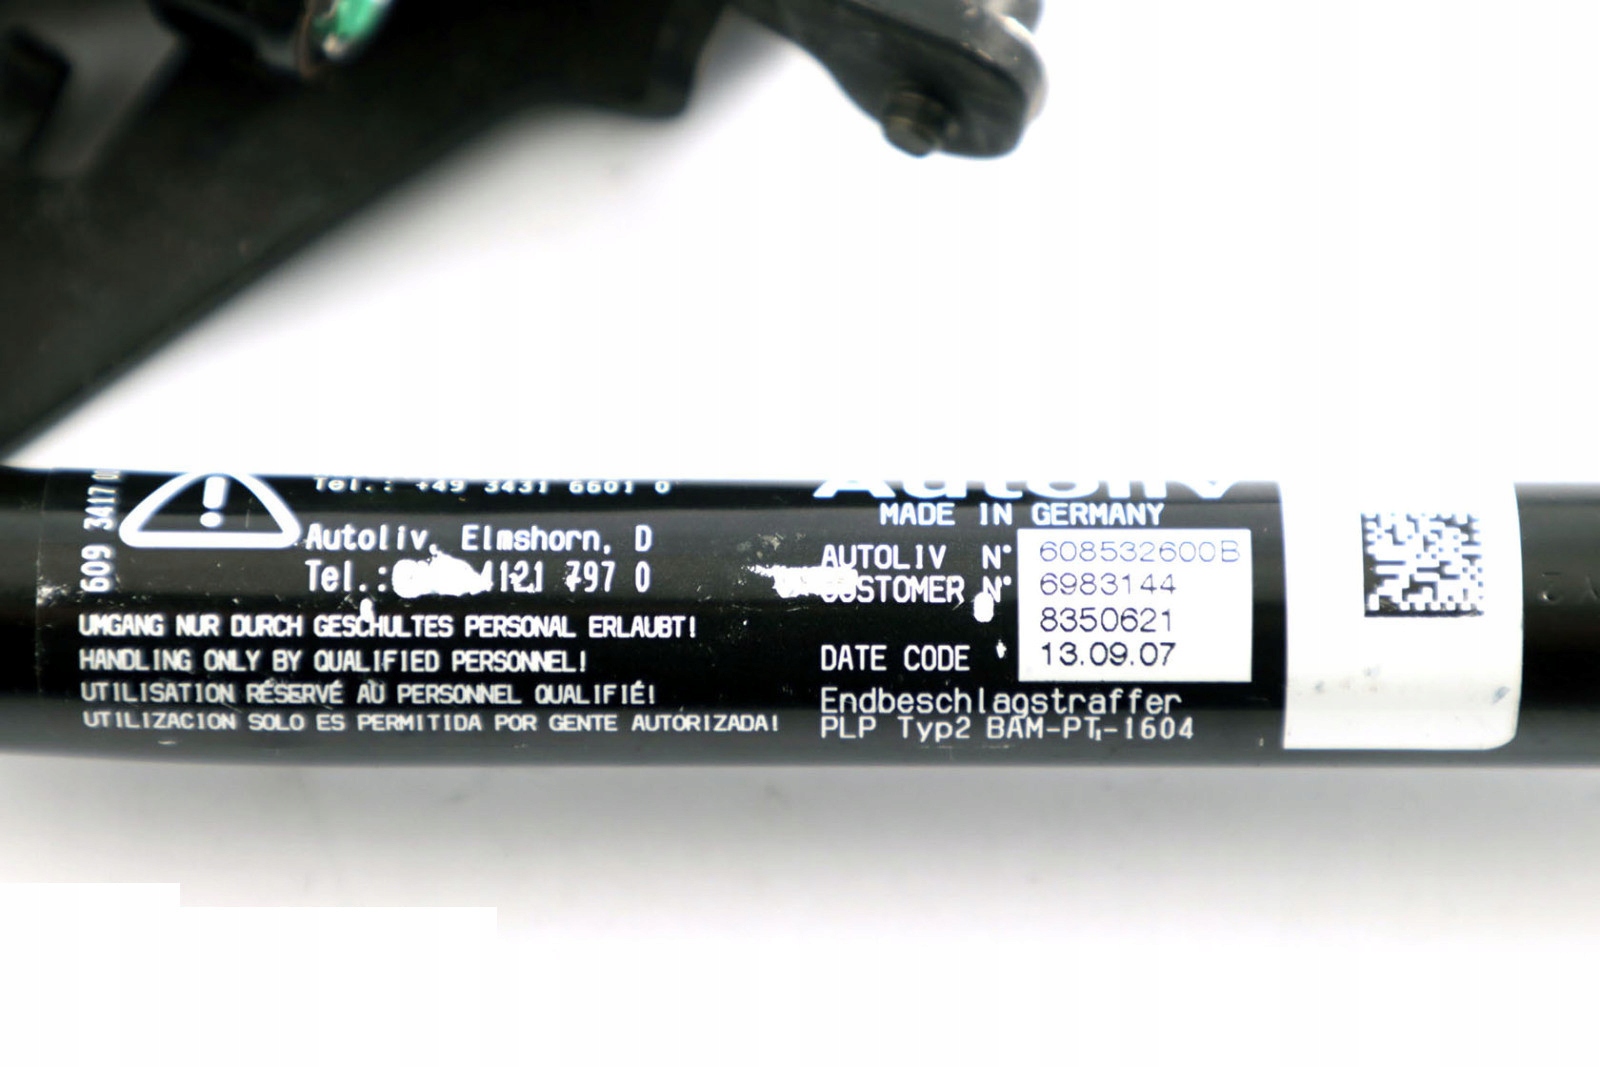 609 3417
Tel.: +49 3431 6601 0
Autoliv, Elmshorn, D
Tel.: 4121 797 0
UMGANG NUR DURCH GESCHULTES PERSONAL ERLAUBT!
HANDLING ONLY BY QUALIFIED PERSONNEL!
UTILISATION RÉSERVÉ AU PERSONNEL QUALIFIÉ!
UTILIZACION SOLO ES PERMITIDA POR GENTE AUTORIZADA!
Autoliv
MADE IN GERMANY
AUTOLIV N° 608532600B
CUSTOMER N° 6983144
8350621
DATE CODE 13.09.07
Endbeschlagstraffer
PLP Typ2 BAM-PT₁-1604